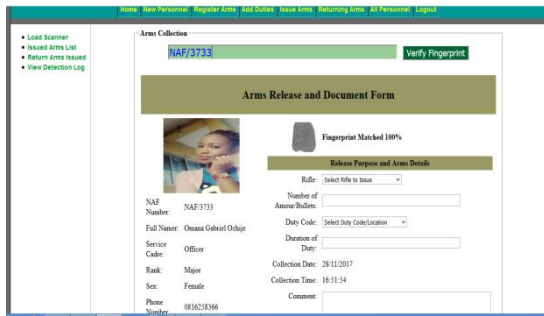 Home New Personnel Register Arms Add Duties Issue Arms Returning Arms All Personnel Logout
Load Scanner
Issued Arms List
Return Arms Issued
View Detection Log
Arms Collection
NAF/3733
Verify Fingerprint
Arms Release and Document Form
Fingerprint Matched 100%
Release Purpose and Arms Details
Rifle: Select Rifle to Issue
Number of
Amour/Bullets:
Duty Code: Select Duty Code/Location
Duration of
Duty:
Collection Date: 28/11/2017
Collection Time: 16:51:54
Comment:
NAF
Number: NAF/3733
Full Namer: Omana Gabriel Ochije
Service
Cadre: Officer
Rank: Major
Sex: Female
Phone
Number 0816258366